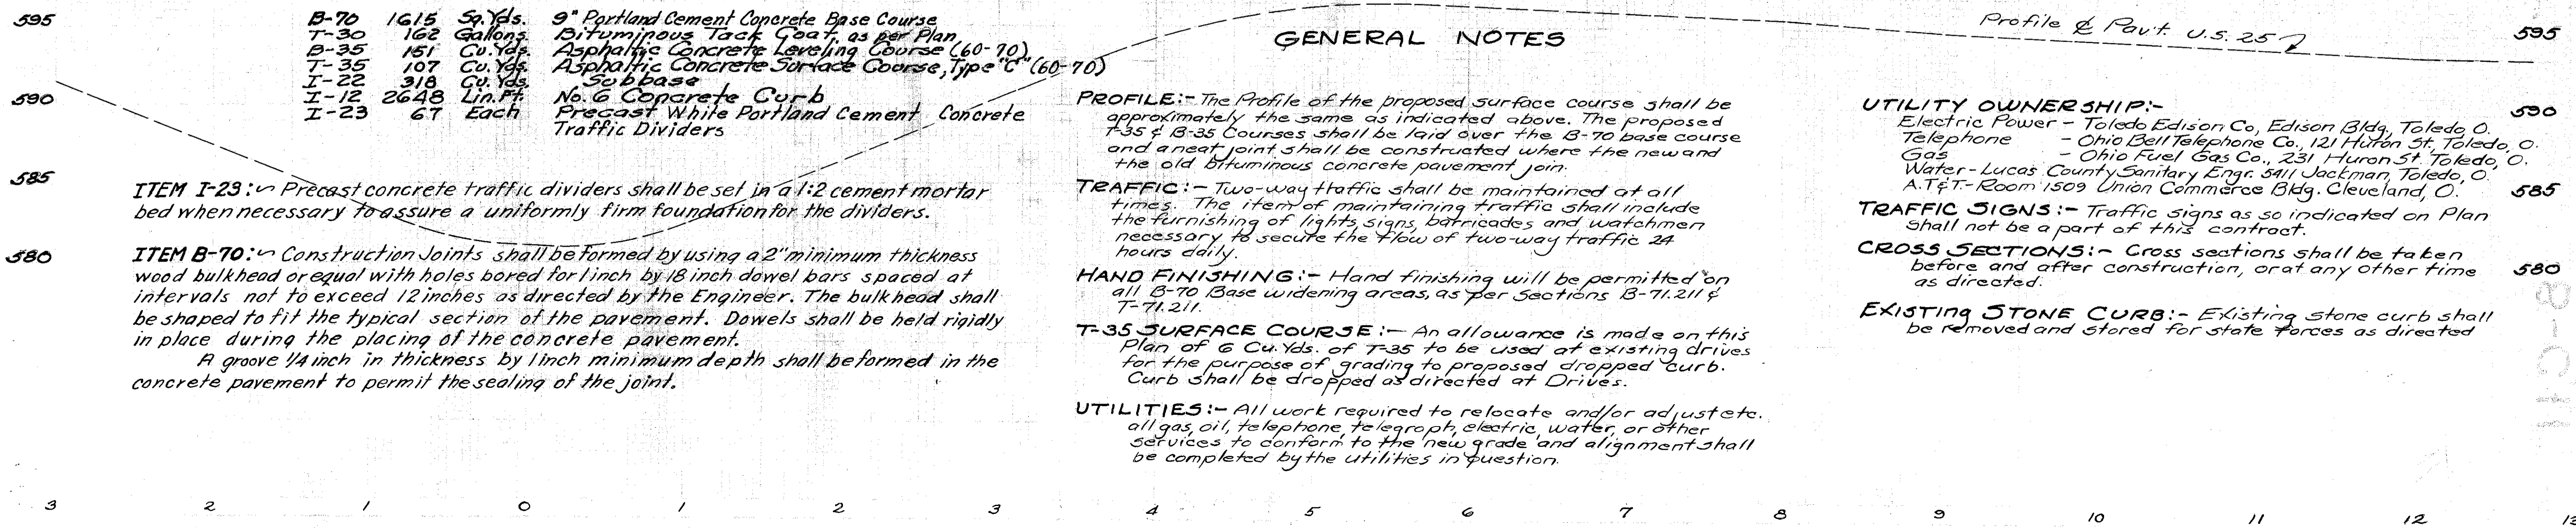 595
B-70 1615 Sq.Yds. 9" Portland Cement Concrete Base Course
T-30 162 Gallons Bituminous Tack Coat, as per Plan
B-35 151 Cu.Yds. Asphaltic Concrete Leveling Course (60-70)
T-35 107 Cu.Yds. Asphaltic Concrete Surface Course, Type "C" (60-70)
I-22 318 Cu.Yds. Subbase
590
I-12 2648 Lin.Ft. No. 6 Concrete Curb
I-23 67 Each Precast White Portland Cement Concrete
Traffic Dividers
585
ITEM I-23:~ Precast concrete traffic dividers shall be set in a 1:2 cement mortar
bed when necessary to assure a uniformly firm foundation for the dividers.
580
ITEM B-70:~ Construction Joints shall be formed by using a 2" minimum thickness
wood bulkhead or equal with holes bored for 1 inch by 18 inch dowel bars spaced at
intervals not to exceed 12 inches as directed by the Engineer. The bulkhead shall
be shaped to fit the typical section of the pavement. Dowels shall be held rigidly
in place during the placing of the concrete pavement.
A groove 1/4 inch in thickness by 1 inch minimum depth shall be formed in the
concrete pavement to permit the sealing of the joint.
GENERAL NOTES
PROFILE:- The Profile of the proposed surface course shall be
approximately the same as indicated above. The proposed
T-35 & B-35 Courses shall be laid over the B-70 base course
and a neat joint shall be constructed where the new and
the old bituminous concrete pavement join.
TRAFFIC:- Two-way traffic shall be maintained at all
times. The item of maintaining traffic shall include
the furnishing of lights, signs, barricades and watchmen
necessary to secure the flow of two-way traffic 24
hours daily.
HAND FINISHING:- Hand finishing will be permitted on
all B-70 Base widening areas, as per Sections B-71.211 &
T-71.211.
T-35 SURFACE COURSE:- An allowance is made on this
Plan of 6 Cu.Yds. of T-35 to be used at existing drives
for the purpose of grading to proposed dropped curb.
Curb shall be dropped as directed at Drives.
UTILITIES:- All work required to relocate and/or adjust etc.
all gas, oil, telephone, telegraph, electric, water, or other
services to conform to the new grade and alignment shall
be completed by the utilities in question.
Profile ₵ Pav't. U.S. 25
595
UTILITY OWNERSHIP:-
590
Electric Power - Toledo Edison Co, Edison Bldg, Toledo O.
Telephone - Ohio Bell Telephone Co., 121 Huron St, Toledo, O.
Gas - Ohio Fuel Gas Co., 231 Huron St. Toledo, O.
Water - Lucas County Sanitary Engr. 5411 Jackman, Toledo, O.
A.T.&T. - Room 1509 Union Commerce Bldg. Cleveland, O.
585
TRAFFIC SIGNS:- Traffic signs as so indicated on Plan
shall not be a part of this contract.
CROSS SECTIONS:- Cross sections shall be taken
before and after construction, or at any other time
as directed.
580
EXISTING STONE CURB:- Existing stone curb shall
be removed and stored for state forces as directed
3 2 1 0 1 2 3 4 5 6 7 8 9 10 11 12